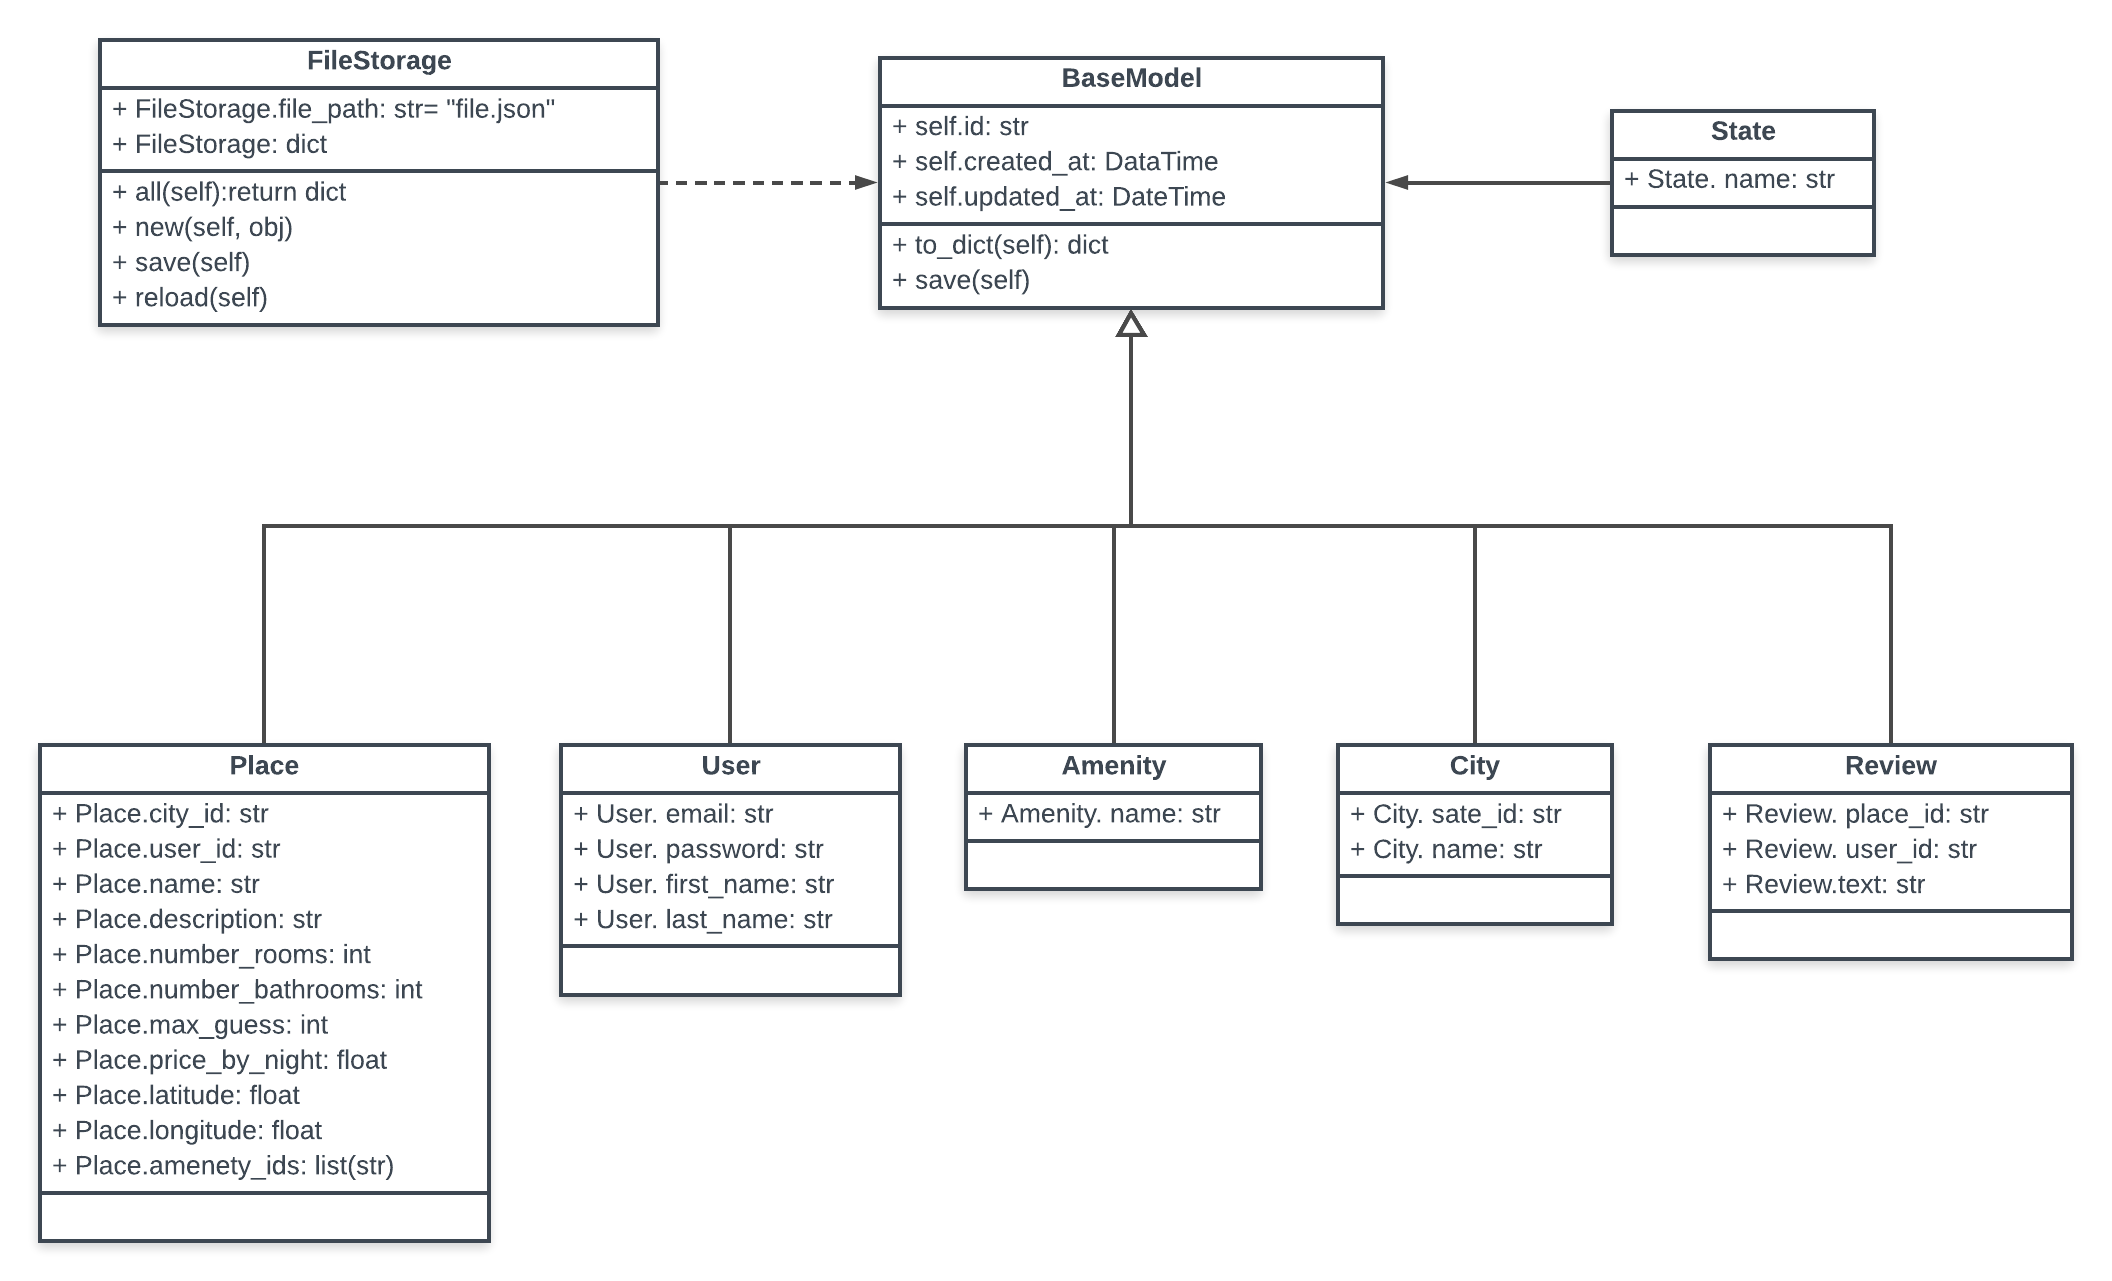 FileStorage
+ FileStorage.file_path: str= "file.json"
+ FileStorage: dict
+ all(self):return dict
+ new(self, obj)
+ save(self)
+ reload(self)
BaseModel
+ self.id: str
+ self.created_at: DataTime
+ self.updated_at: DateTime
+ to_dict(self): dict
+ save(self)
State
+ State. name: str
Place
+ Place.city_id: str
+ Place.user_id: str
+ Place.name: str
+ Place.description: str
+ Place.number_rooms: int
+ Place.number_bathrooms: int
+ Place.max_guess: int
+ Place.price_by_night: float
+ Place.latitude: float
+ Place.longitude: float
+ Place.amenety_ids: list(str)
User
+ User. email: str
+ User. password: str
+ User. first_name: str
+ User. last_name: str
Amenity
+ Amenity. name: str
City
+ City. sate_id: str
+ City. name: str
Review
+ Review. place_id: str
+ Review. user_id: str
+ Review.text: str